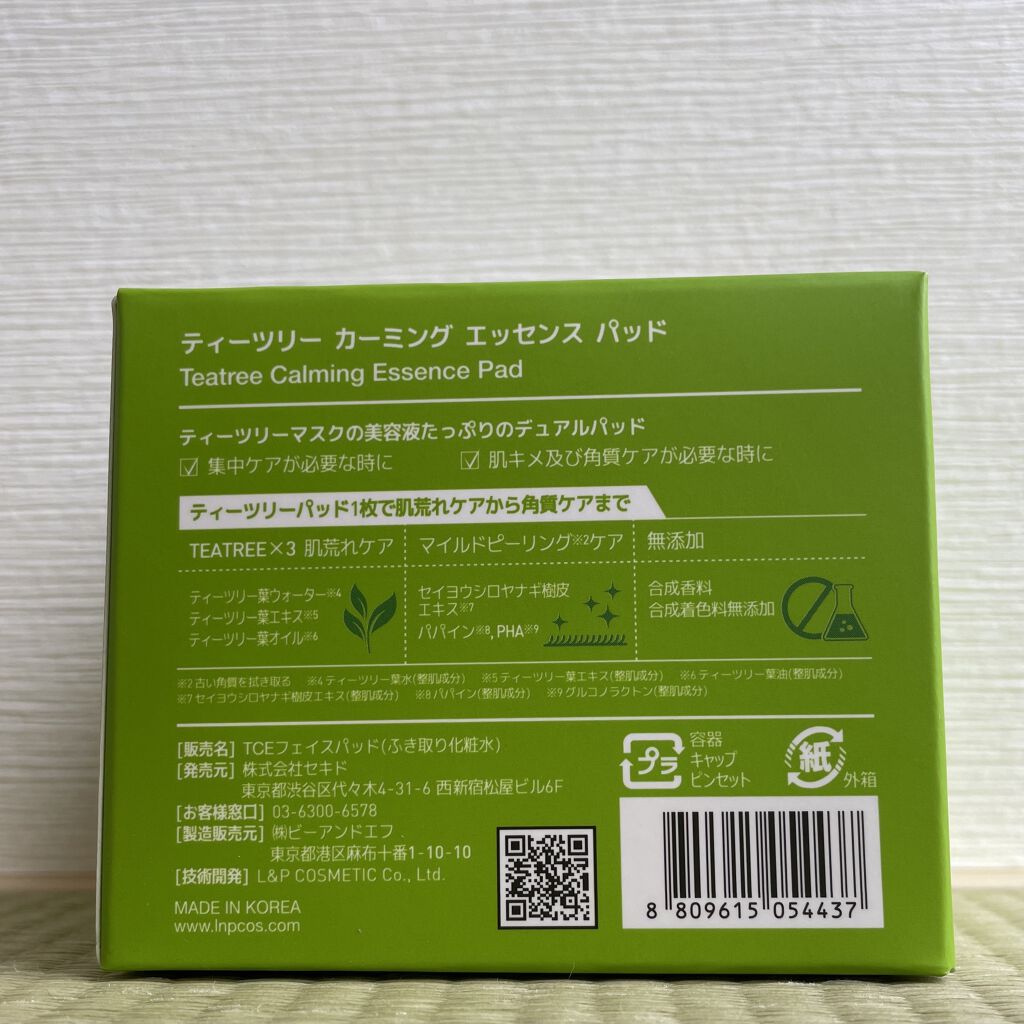 ティーツリー カーミング エッセンス パッド
Teatree Calming Essence Pad
ティーツリーマスクの美容液たっぷりのデュアルパッド
☑ 集中ケアが必要な時に ☑ 肌キメ及び角質ケアが必要な時に
ティーツリーパッド1枚で肌荒れケアから角質ケアまで
TEATREE×3 肌荒れケア
ティーツリー葉ウォーター※4
ティーツリー葉エキス※5
ティーツリー葉オイル※6
マイルドピーリング※2ケア
セイヨウシロヤナギ樹皮
エキス※7
パパイン※8, PHA※9
無添加
合成香料
合成着色料無添加
※2 古い角質を拭き取る ※4 ティーツリー葉水(整肌成分) ※5 ティーツリー葉エキス(整肌成分) ※6 ティーツリー葉油(整肌成分)
※7 セイヨウシロヤナギ樹皮エキス(整肌成分) ※8 パパイン(整肌成分) ※9 グルコノラクトン(整肌成分)
[販売名] TCEフェイスパッド(ふき取り化粧水)
[発売元] 株式会社セキド
東京都渋谷区代々木4-31-6 西新宿松屋ビル6F
[お客様窓口] 03-6300-6578
[製造販売元] ㈱ビーアンドエフ
東京都港区麻布十番1-10-10
[技術開発] L&P COSMETIC Co., Ltd.
MADE IN KOREA
www.lnpcos.com
プラ
容器
キャップ
ピンセット
紙
外箱
8 809615 054437